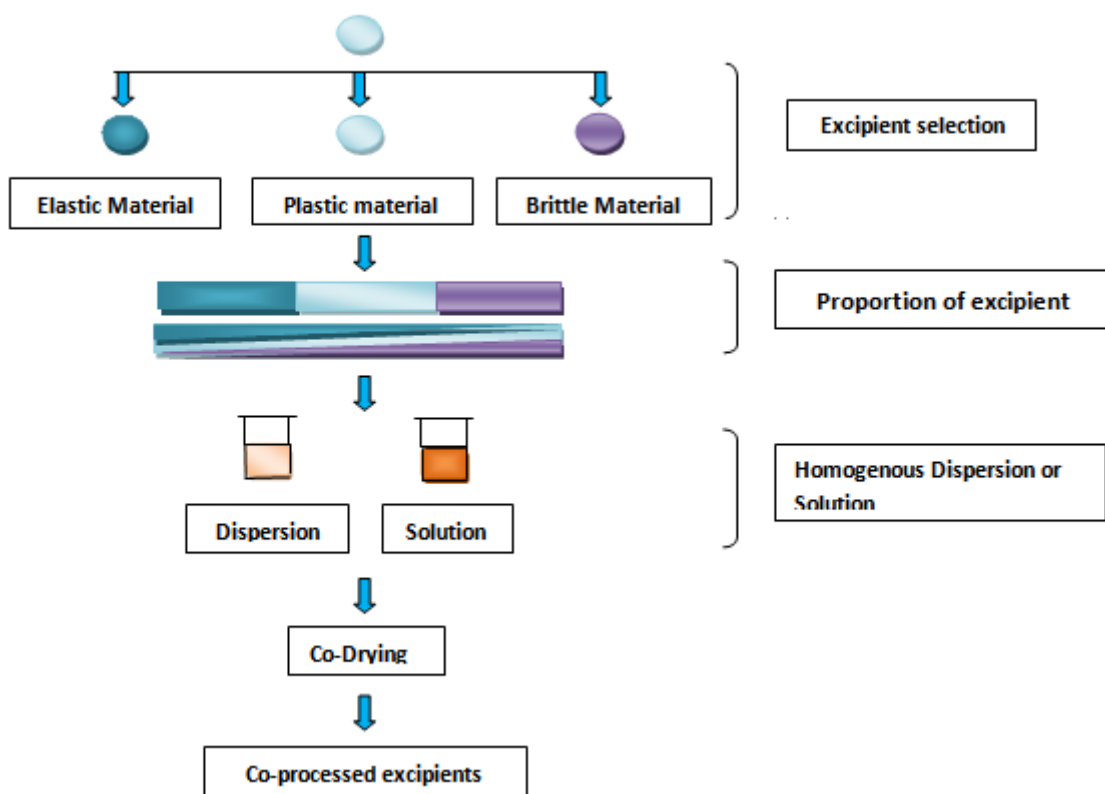 Excipient selection
Elastic Material
Plastic material
Brittle Material
Proportion of excipient
Homogenous Dispersion or
Solution
Dispersion
Solution
Co-Drying
Co-processed excipients